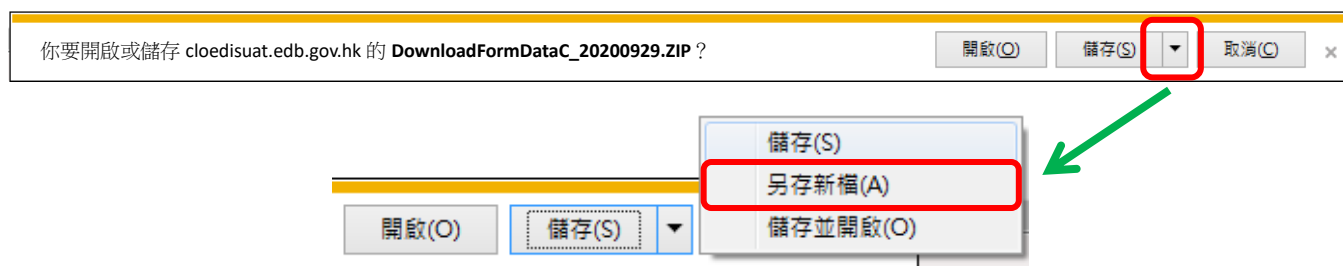 你要開啟或儲存 cloedisuat.edb.gov.hk 的 DownloadFormDataC_20200929.ZIP？ 開啟(O) 儲存(S) 取消(C) ×
儲存(S)
另存新檔(A)
開啟(O) 儲存(S) 儲存並開啟(O)